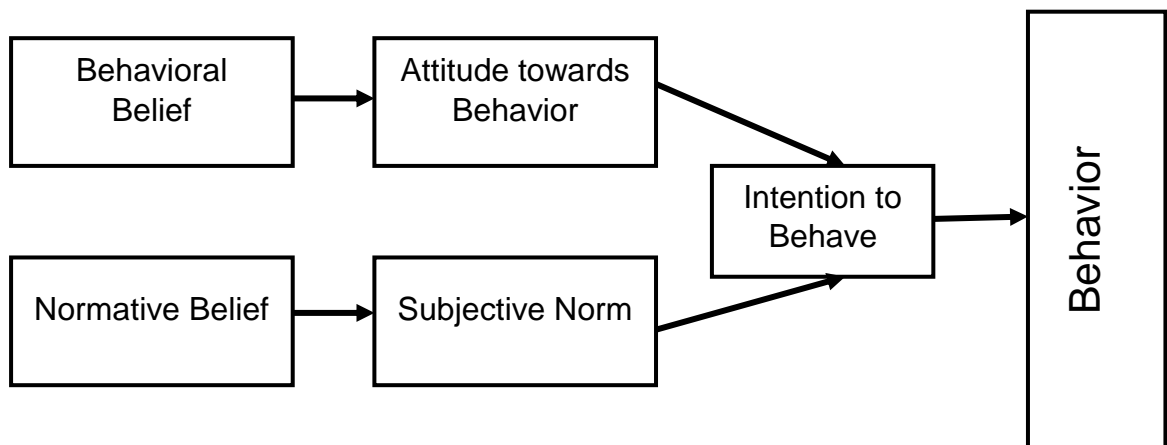 Behavioral
Belief
Attitude towards
Behavior
Intention to
Behave
Normative Belief
Subjective Norm
Behavior